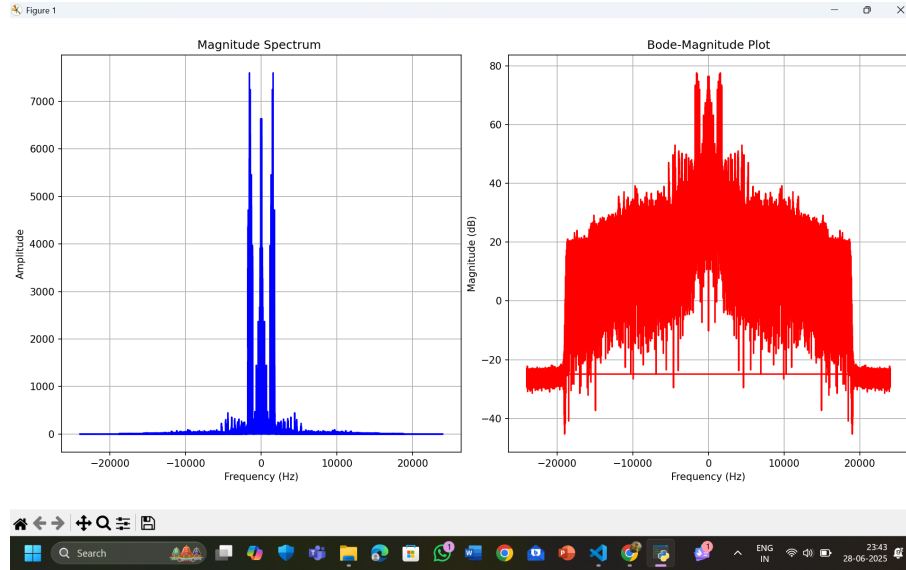 Figure 1
Magnitude Spectrum
Amplitude
7000
6000
5000
4000
3000
2000
1000
0
−20000 −10000 0 10000 20000
Frequency (Hz)
Bode-Magnitude Plot
Magnitude (dB)
80
60
40
20
0
−20
−40
−20000 −10000 0 10000 20000
Frequency (Hz)
Search
ENG
IN
23:43
28-06-2025